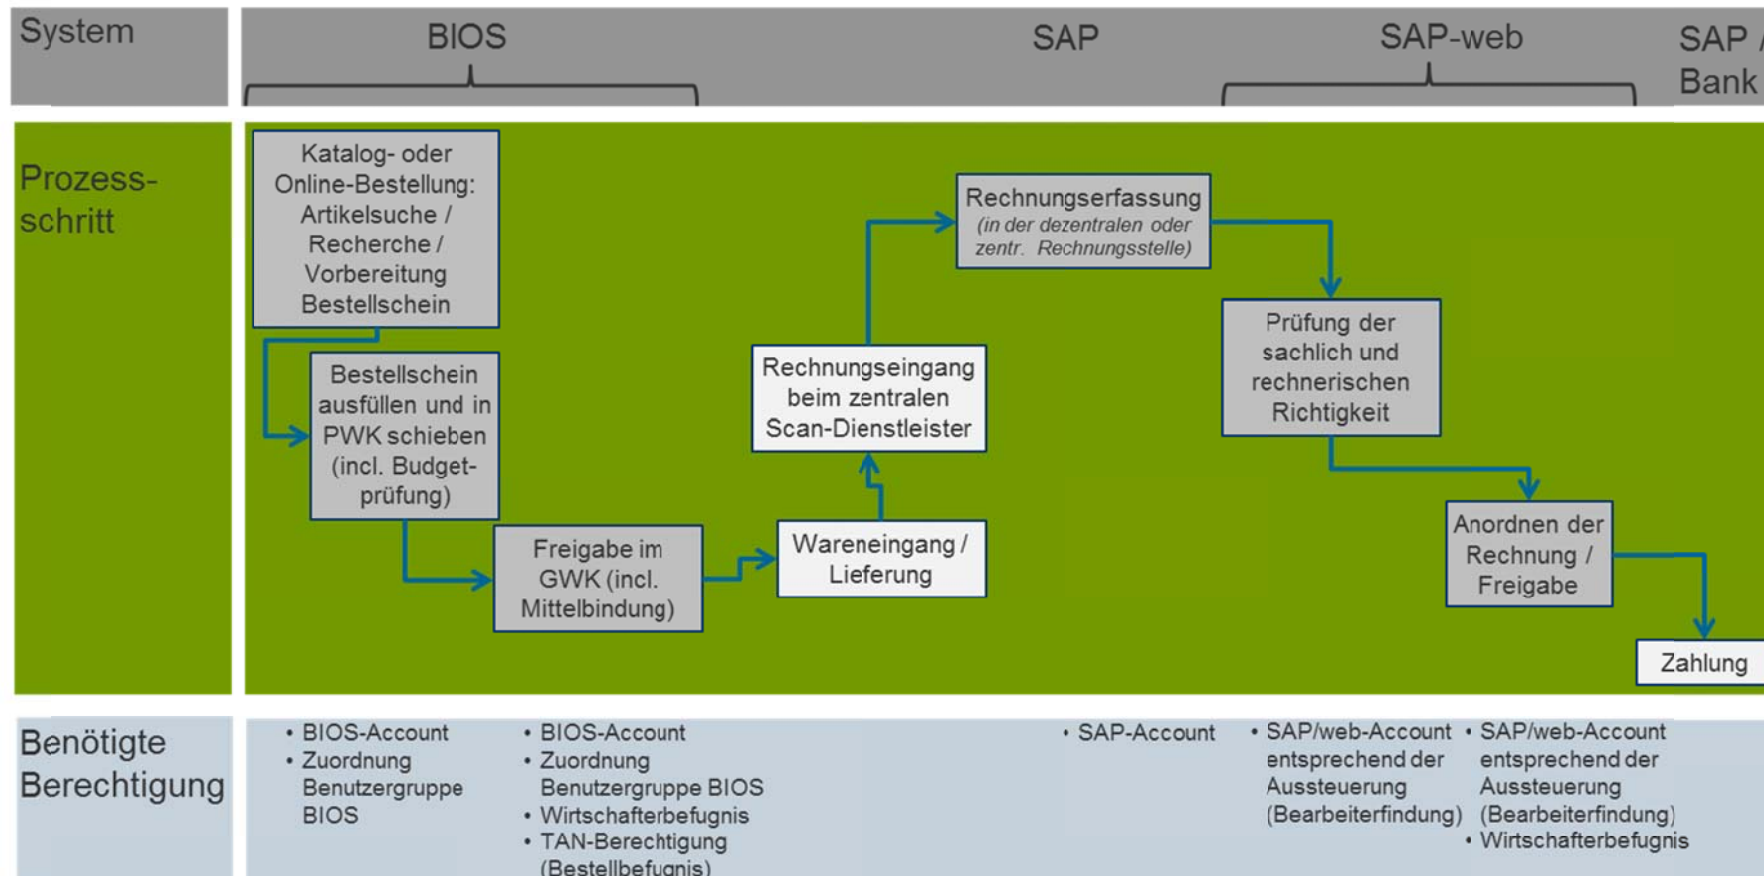 System
BIOS
SAP
SAP-web
SAP /
Bank
Prozess-
schritt
Katalog- oder
Online-Bestellung:
Artikelsuche /
Recherche /
Vorbereitung
Bestellschein
Bestellschein
ausfüllen und in
PWK schieben
(incl. Budget-
prüfung)
Freigabe im
GWK (incl.
Mittelbindung)
Wareneingang /
Lieferung
Rechnungseingang
beim zentralen
Scan-Dienstleister
Rechnungserfassung
(in der dezentralen oder
zentr. Rechnungsstelle)
Prüfung der
sachlich und
rechnerischen
Richtigkeit
Anordnen der
Rechnung /
Freigabe
Zahlung
Benötigte
Berechtigung
• BIOS-Account
• Zuordnung
Benutzergruppe
BIOS
• BIOS-Account
• Zuordnung
Benutzergruppe BIOS
• Wirtschafterbefugnis
• TAN-Berechtigung
(Bestellbefugnis)
• SAP-Account
• SAP/web-Account
entsprechend der
Aussteuerung
(Bearbeiterfindung)
• SAP/web-Account
entsprechend der
Aussteuerung
(Bearbeiterfindung)
• Wirtschafterbefugnis